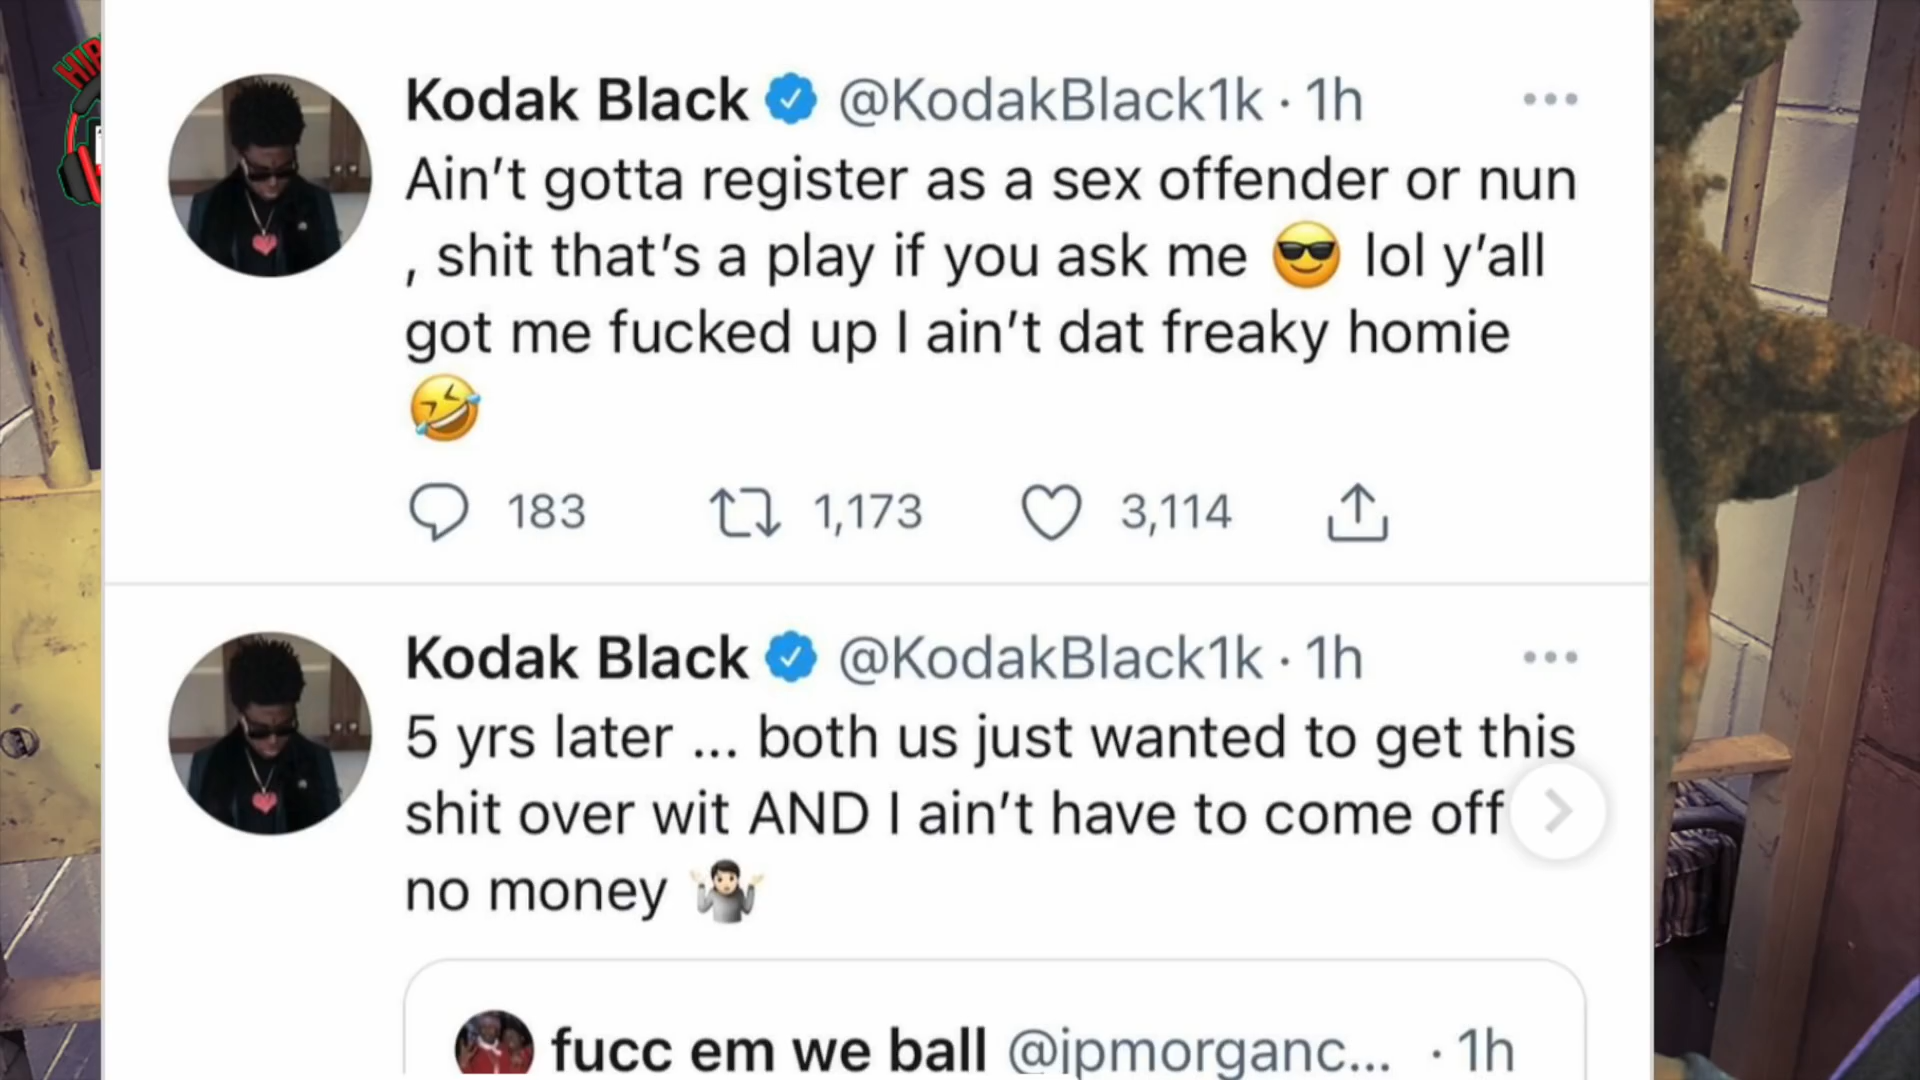 HIP
Kodak Black @KodakBlack1k · 1h
Ain’t gotta register as a sex offender or nun
, shit that’s a play if you ask me 😎 lol y’all
got me fucked up I ain’t dat freaky homie
🤣
183 1,173 3,114
Kodak Black @KodakBlack1k · 1h
5 yrs later ... both us just wanted to get this
shit over wit AND I ain’t have to come off
no money 🤷🏻‍♂️
fucc em we ball @jpmorganc... · 1h